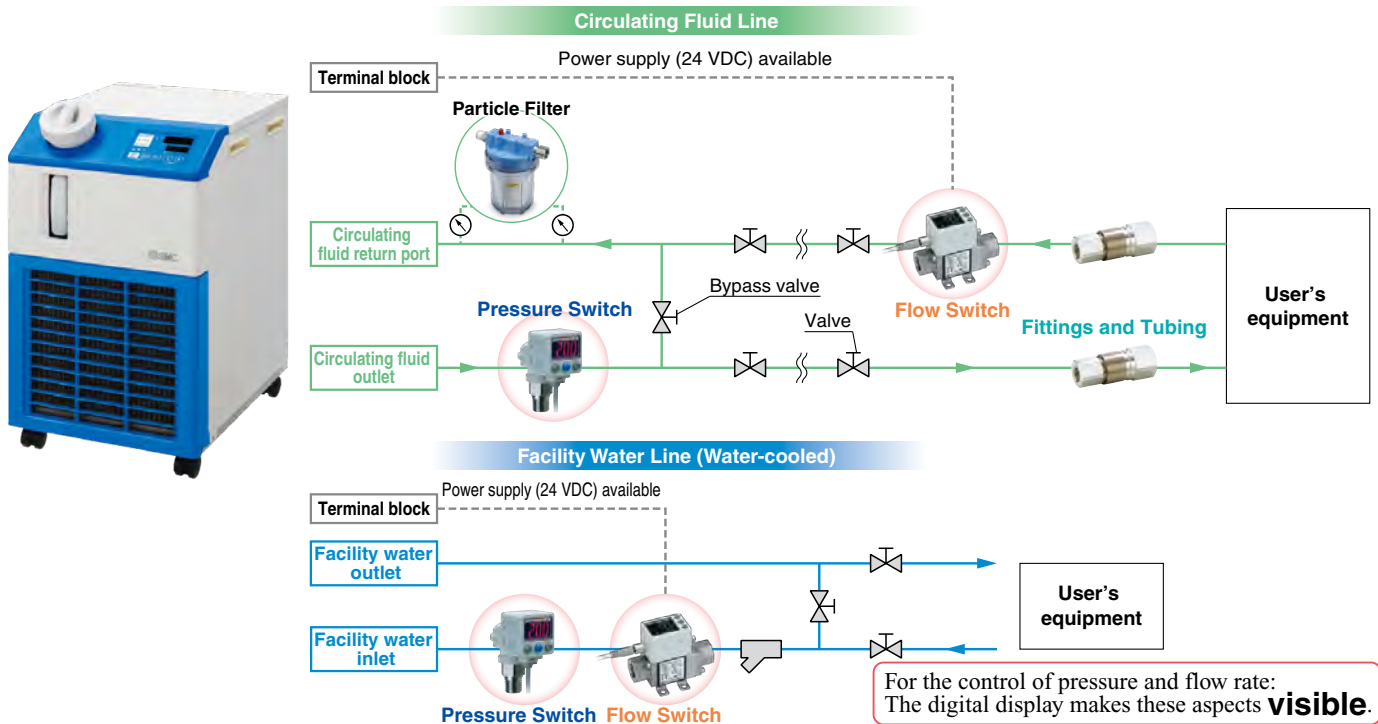 Circulating Fluid Line
Power supply (24 VDC) available
Terminal block
Particle Filter
Circulating
fluid return port
Bypass valve
Pressure Switch
Flow Switch
Valve
Fittings and Tubing
User's
equipment
Circulating fluid
outlet
Facility Water Line (Water-cooled)
Power supply (24 VDC) available
Terminal block
Facility water
outlet
User's
equipment
Facility water
inlet
Pressure Switch
Flow Switch
For the control of pressure and flow rate:
The digital display makes these aspects visible.